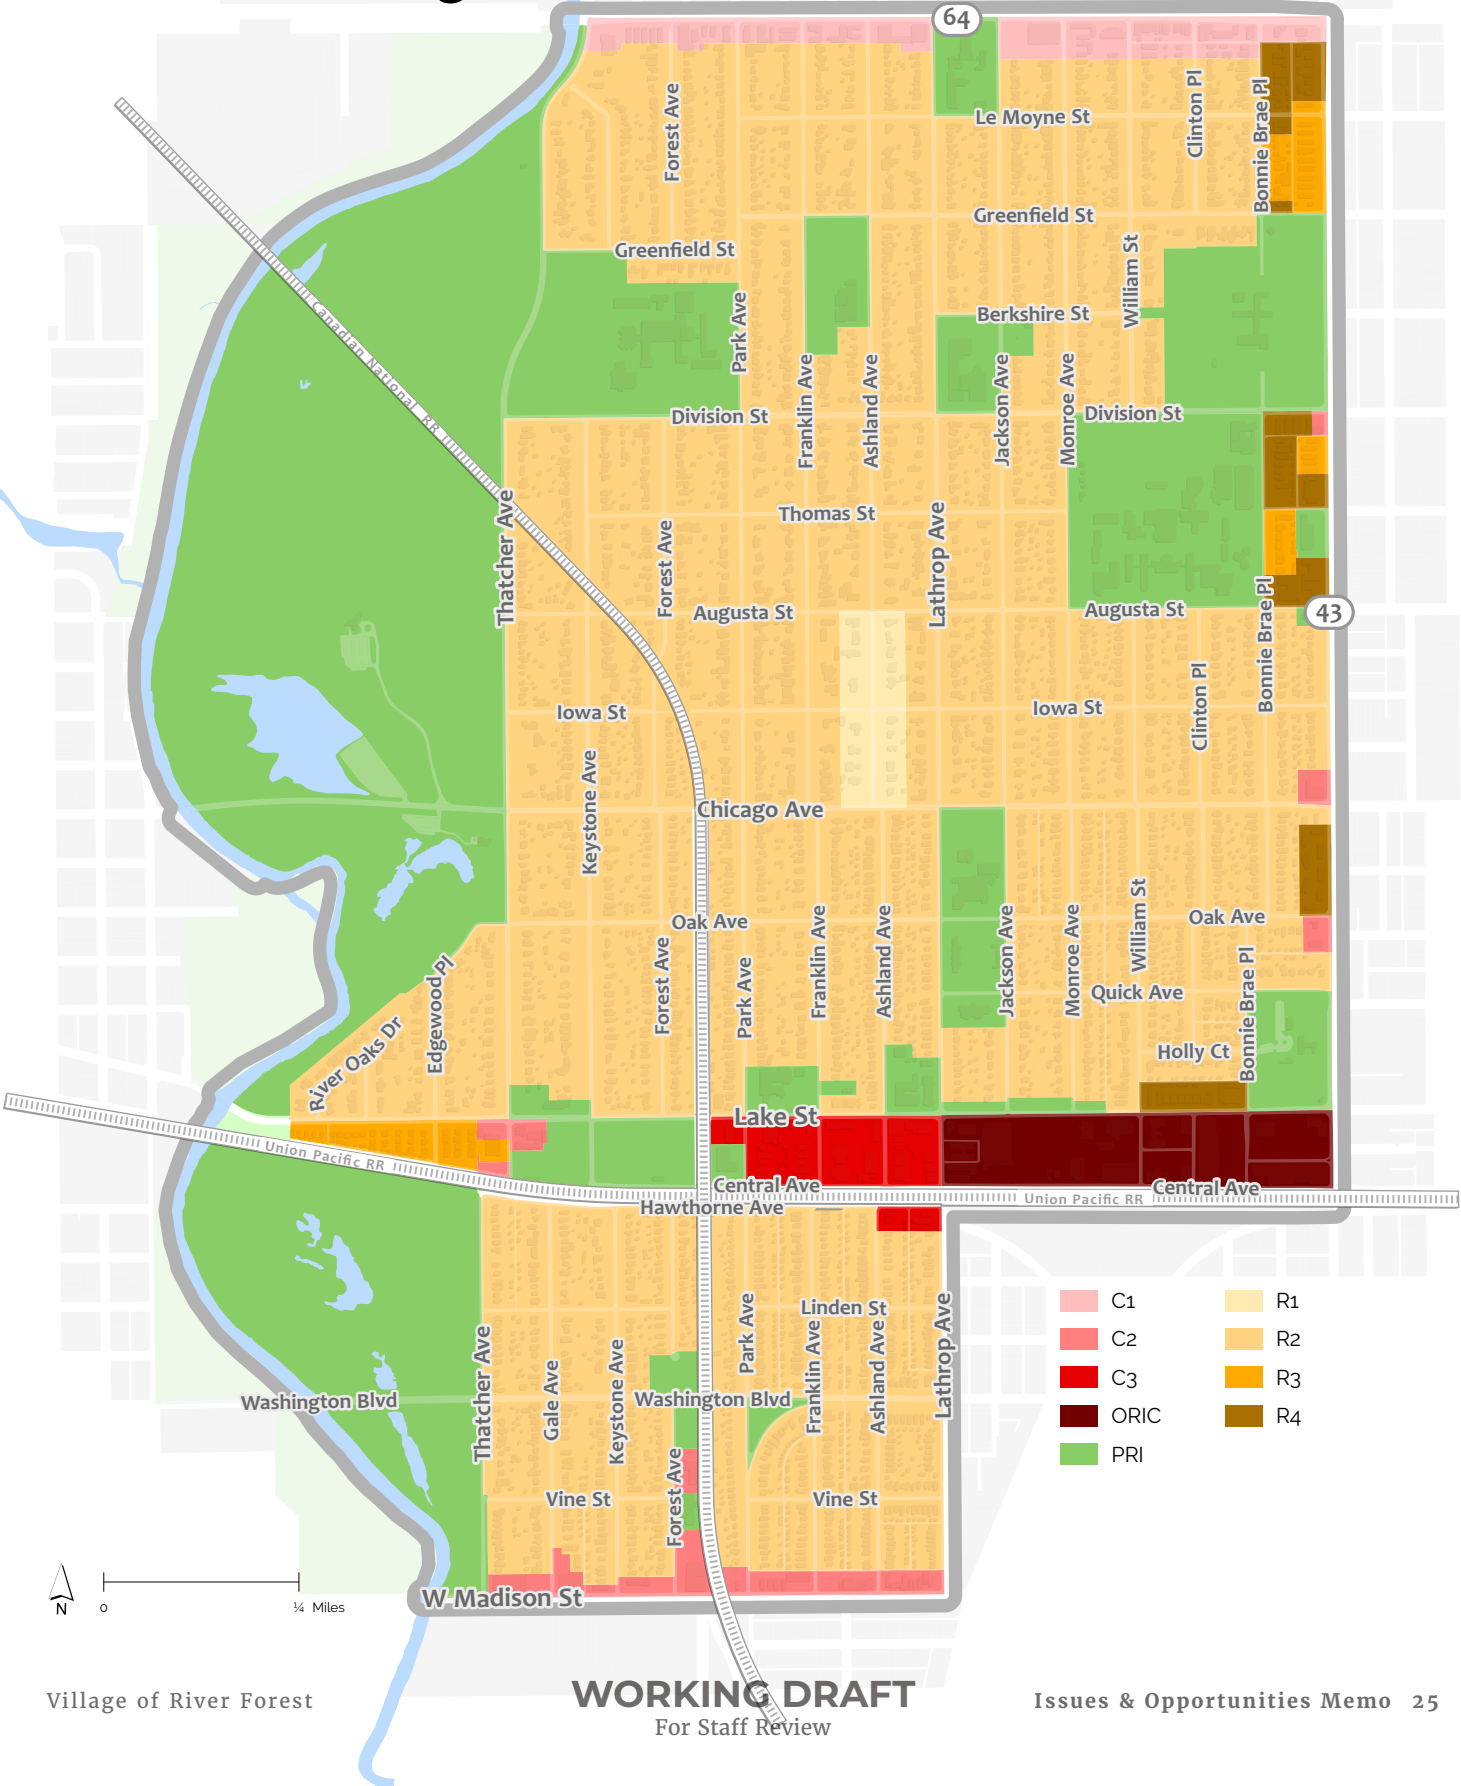 64
Forest Ave
Clinton Pl
Bonnie Brae Pl
Le Moyne St
Greenfield St
Greenfield St
William St
Berkshire St
Park Ave
Canadian National RR
Franklin Ave
Ashland Ave
Jackson Ave
Monroe Ave
Division St
Division St
Thatcher Ave
Thomas St
Lathrop Ave
Forest Ave
Augusta St
Augusta St
Bonnie Brae Pl
43
Iowa St
Iowa St
Clinton Pl
Keystone Ave
Chicago Ave
Oak Ave
Oak Ave
William St
Franklin Ave
Ashland Ave
Jackson Ave
Monroe Ave
Forest Ave
Park Ave
Edgewood Pl
Quick Ave
Bonnie Brae Pl
River Oaks Dr
Holly Ct
Lake St
Union Pacific RR
Central Ave
Central Ave
Union Pacific RR
Hawthorne Ave
Linden St
Park Ave
Franklin Ave
Ashland Ave
Lathrop Ave
Thatcher Ave
Gale Ave
Keystone Ave
Washington Blvd
Washington Blvd
Forest Ave
Vine St
Vine St
W Madison St
C1
R1
C2
R2
C3
R3
ORIC
R4
PRI
N
0
¼ Miles
Village of River Forest
WORKING DRAFT
For Staff Review
Issues & Opportunities Memo 25